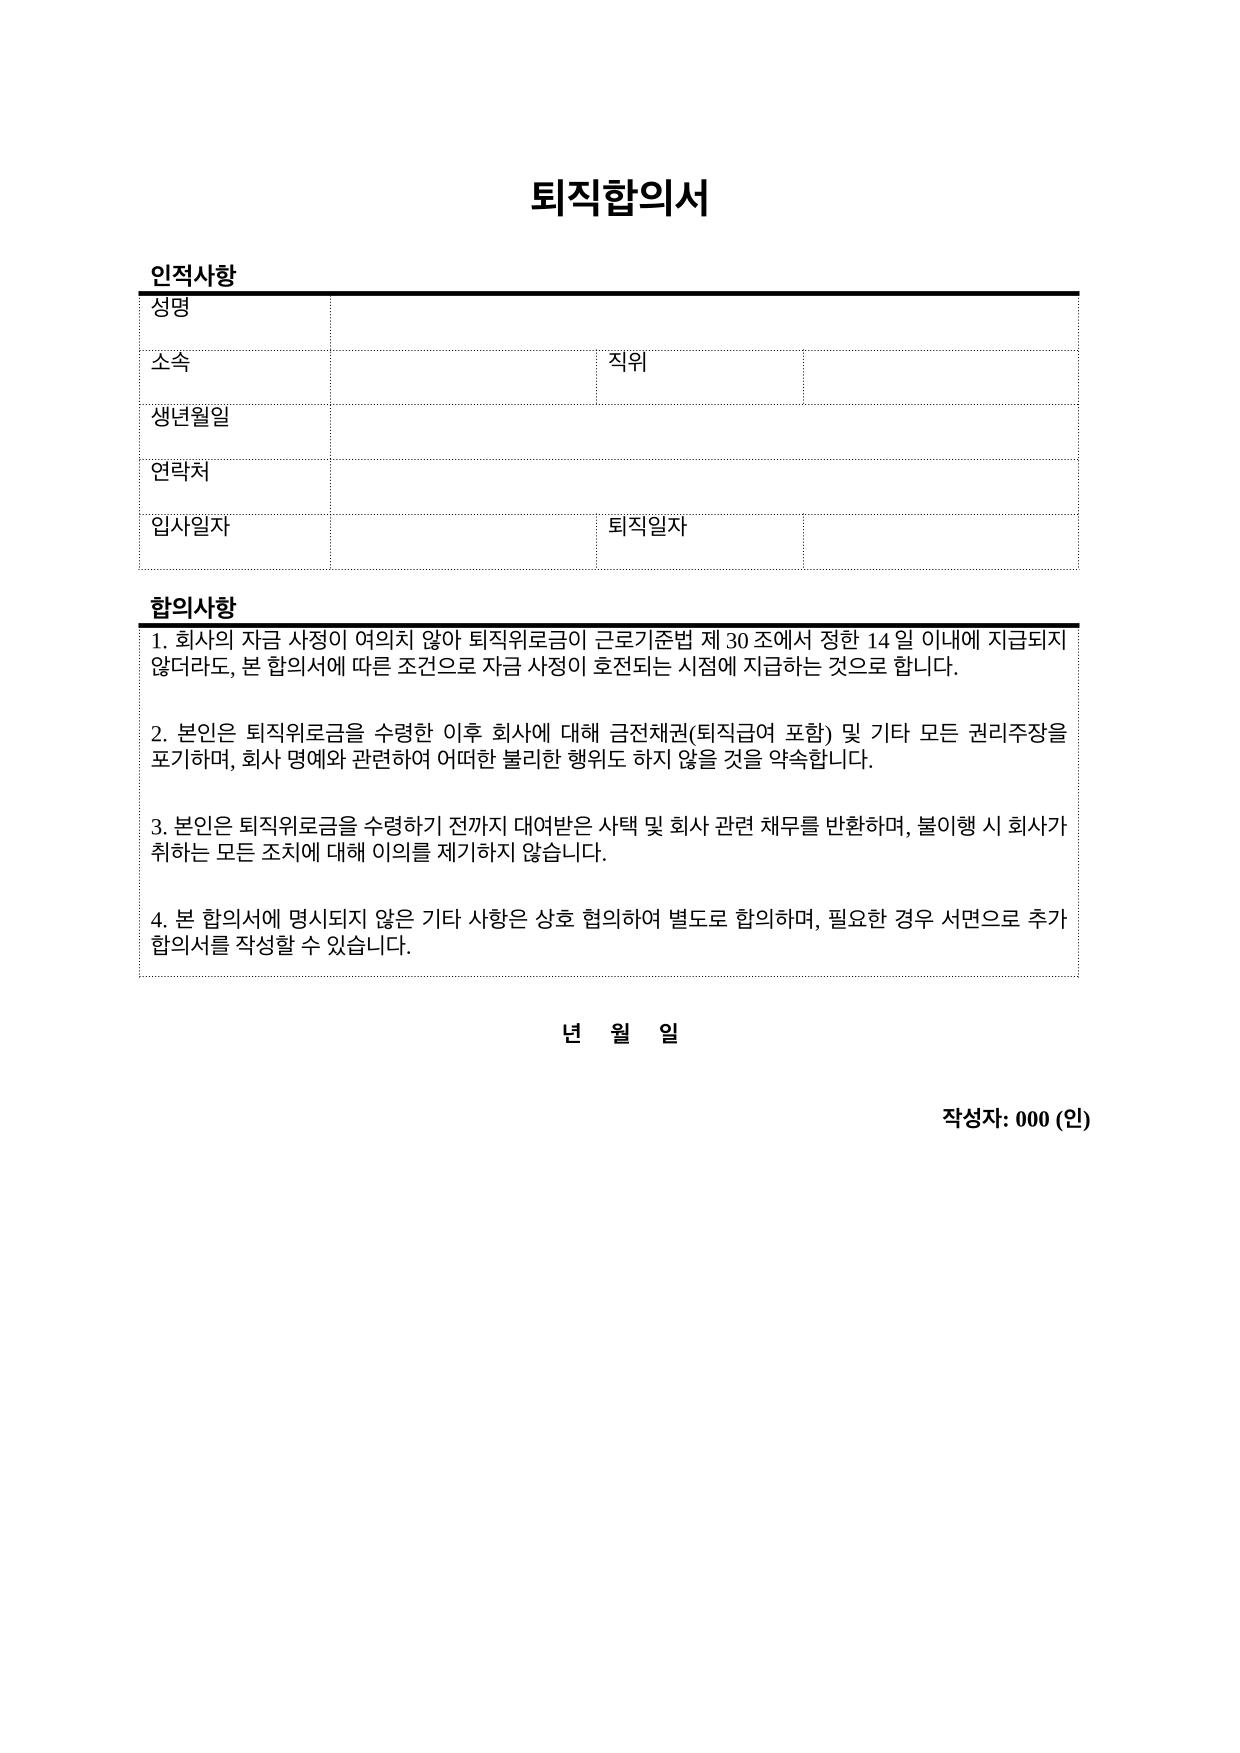 퇴직합의서
인적사항
성명
소속 직위
생년월일
연락처
입사일자 퇴직일자
합의사항
1. 회사의 자금 사정이 여의치 않아 퇴직위로금이 근로기준법 제 30 조에서 정한 14 일 이내에 지급되지
않더라도, 본 합의서에 따른 조건으로 자금 사정이 호전되는 시점에 지급하는 것으로 합니다.
2. 본인은 퇴직위로금을 수령한 이후 회사에 대해 금전채권(퇴직급여 포함) 및 기타 모든 권리주장을
포기하며, 회사 명예와 관련하여 어떠한 불리한 행위도 하지 않을 것을 약속합니다.
3. 본인은 퇴직위로금을 수령하기 전까지 대여받은 사택 및 회사 관련 채무를 반환하며, 불이행 시 회사가
취하는 모든 조치에 대해 이의를 제기하지 않습니다.
4. 본 합의서에 명시되지 않은 기타 사항은 상호 협의하여 별도로 합의하며, 필요한 경우 서면으로 추가
합의서를 작성할 수 있습니다.
년 월 일
작성자: 000 (인)